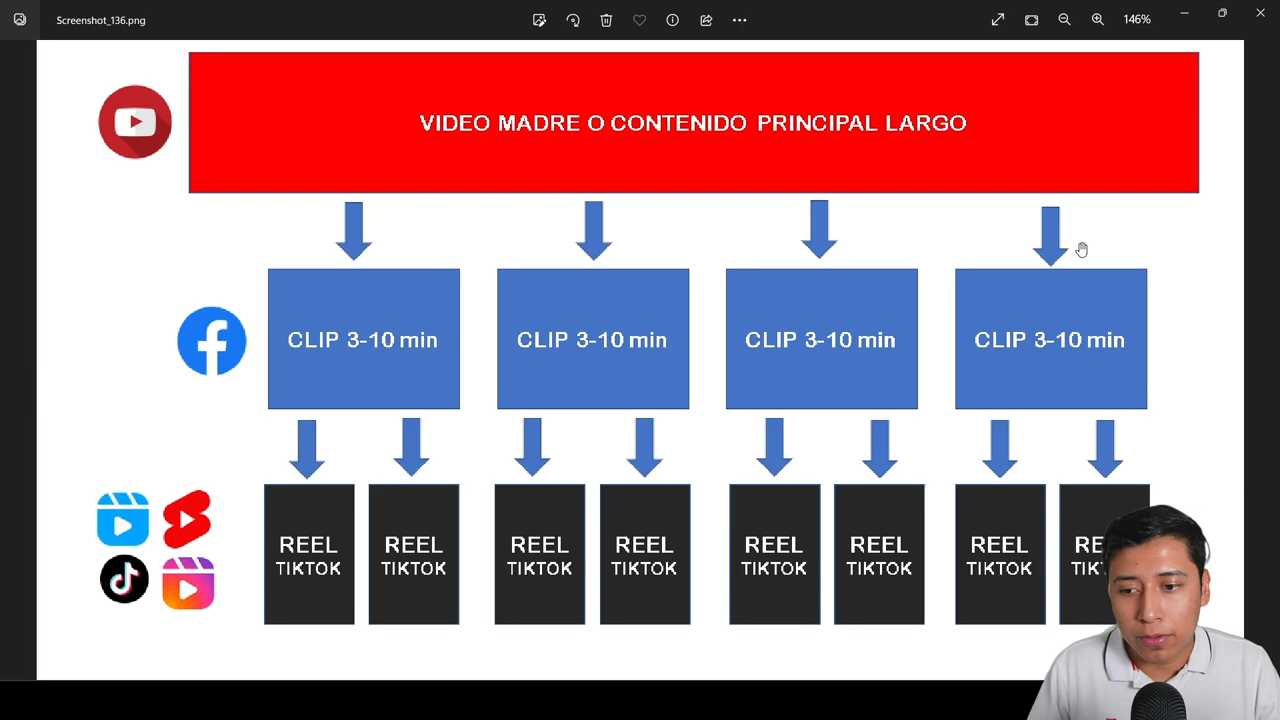 Screenshot_136.png
146%
VIDEO MADRE O CONTENIDO PRINCIPAL LARGO
CLIP 3-10 min
CLIP 3-10 min
CLIP 3-10 min
CLIP 3-10 min
REEL
TIKTOK
REEL
TIKTOK
REEL
TIKTOK
REEL
TIKTOK
REEL
TIKTOK
REEL
TIKTOK
REEL
TIKTOK
RE
TIK